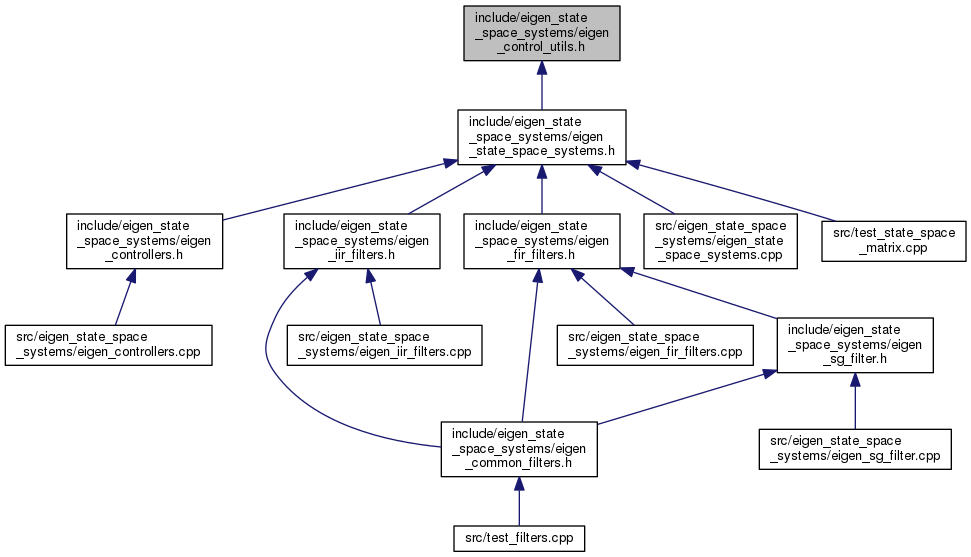 include/eigen_state
_space_systems/eigen
_control_utils.h
include/eigen_state
_space_systems/eigen
_state_space_systems.h
include/eigen_state
_space_systems/eigen
_controllers.h
include/eigen_state
_space_systems/eigen
_iir_filters.h
include/eigen_state
_space_systems/eigen
_fir_filters.h
src/eigen_state_space
_systems/eigen_state
_space_systems.cpp
src/test_state_space
_matrix.cpp
src/eigen_state_space
_systems/eigen_controllers.cpp
src/eigen_state_space
_systems/eigen_iir_filters.cpp
src/eigen_state_space
_systems/eigen_fir_filters.cpp
include/eigen_state
_space_systems/eigen
_sg_filter.h
include/eigen_state
_space_systems/eigen
_common_filters.h
src/eigen_state_space
_systems/eigen_sg_filter.cpp
src/test_filters.cpp